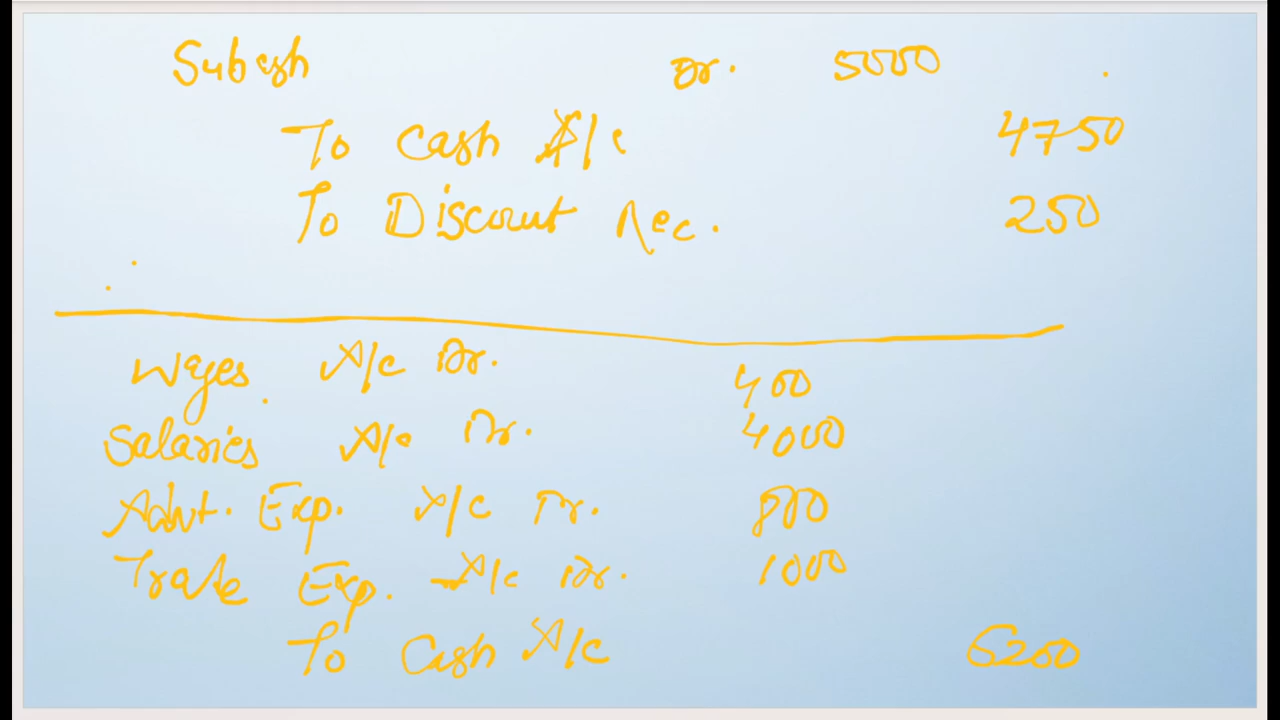 Subesh Dr. 5000
To Cash A/c 4750
To Discount Rec. 250
Wages A/c Dr. 400
Salaries A/c Dr. 4000
Advt. Exp. A/c Dr. 800
Trade Exp. A/c Dr. 1000
To Cash A/c 6200